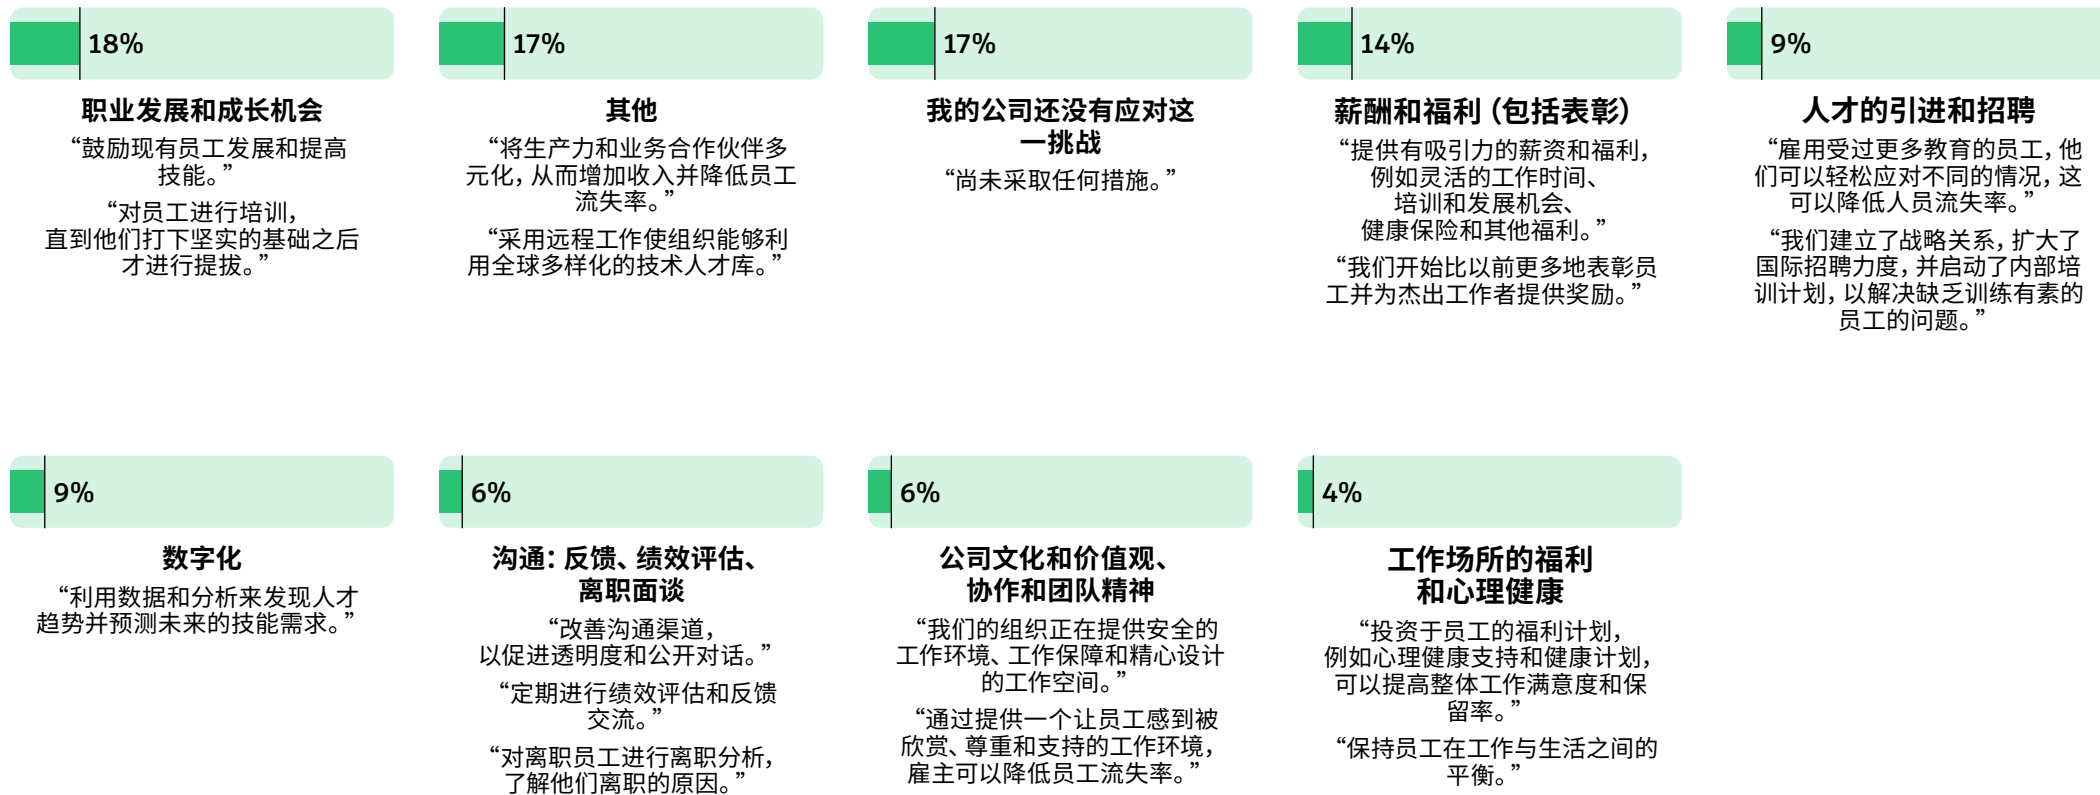 18%
职业发展和成长机会
“鼓励现有员工发展和提高
技能。”
“对员工进行培训，
直到他们打下坚实的基础之后
才进行提拔。”
17%
其他
“将生产力和业务合作伙伴多
元化，从而增加收入并降低员工
流失率。”
“采用远程工作使组织能够利
用全球多样化的技术人才库。”
17%
我的公司还没有应对这
一挑战
“尚未采取任何措施。”
14%
薪酬和福利（包括表彰）
“提供有吸引力的薪资和福利，
例如灵活的工作时间、
培训和发展机会、
健康保险和其他福利。”
“我们开始比以前更多地表彰员
工并为杰出工作者提供奖励。”
9%
人才的引进和招聘
“雇用受过更多教育的员工，他
们可以轻松应对不同的情况，这
可以降低人员流失率。”
“我们建立了战略关系，扩大了
国际招聘力度，并启动了内部培
训计划，以解决缺乏训练有素的
员工的问题。”
9%
数字化
“利用数据和分析来发现人才
趋势并预测未来的技能需求。”
6%
沟通：反馈、绩效评估、
离职面谈
“改善沟通渠道，
以促进透明度和公开对话。”
“定期进行绩效评估和反馈
交流。”
“对离职员工进行离职分析，
了解他们离职的原因。”
6%
公司文化和价值观、
协作和团队精神
“我们的组织正在提供安全的
工作环境、工作保障和精心设计
的工作空间。”
“通过提供一个让员工感到被
欣赏、尊重和支持的工作环境，
雇主可以降低员工流失率。”
4%
工作场所的福利
和心理健康
“投资于员工的福利计划，
例如心理健康支持和健康计划，
可以提高整体工作满意度和保
留率。”
“保持员工在工作与生活之间的
平衡。”